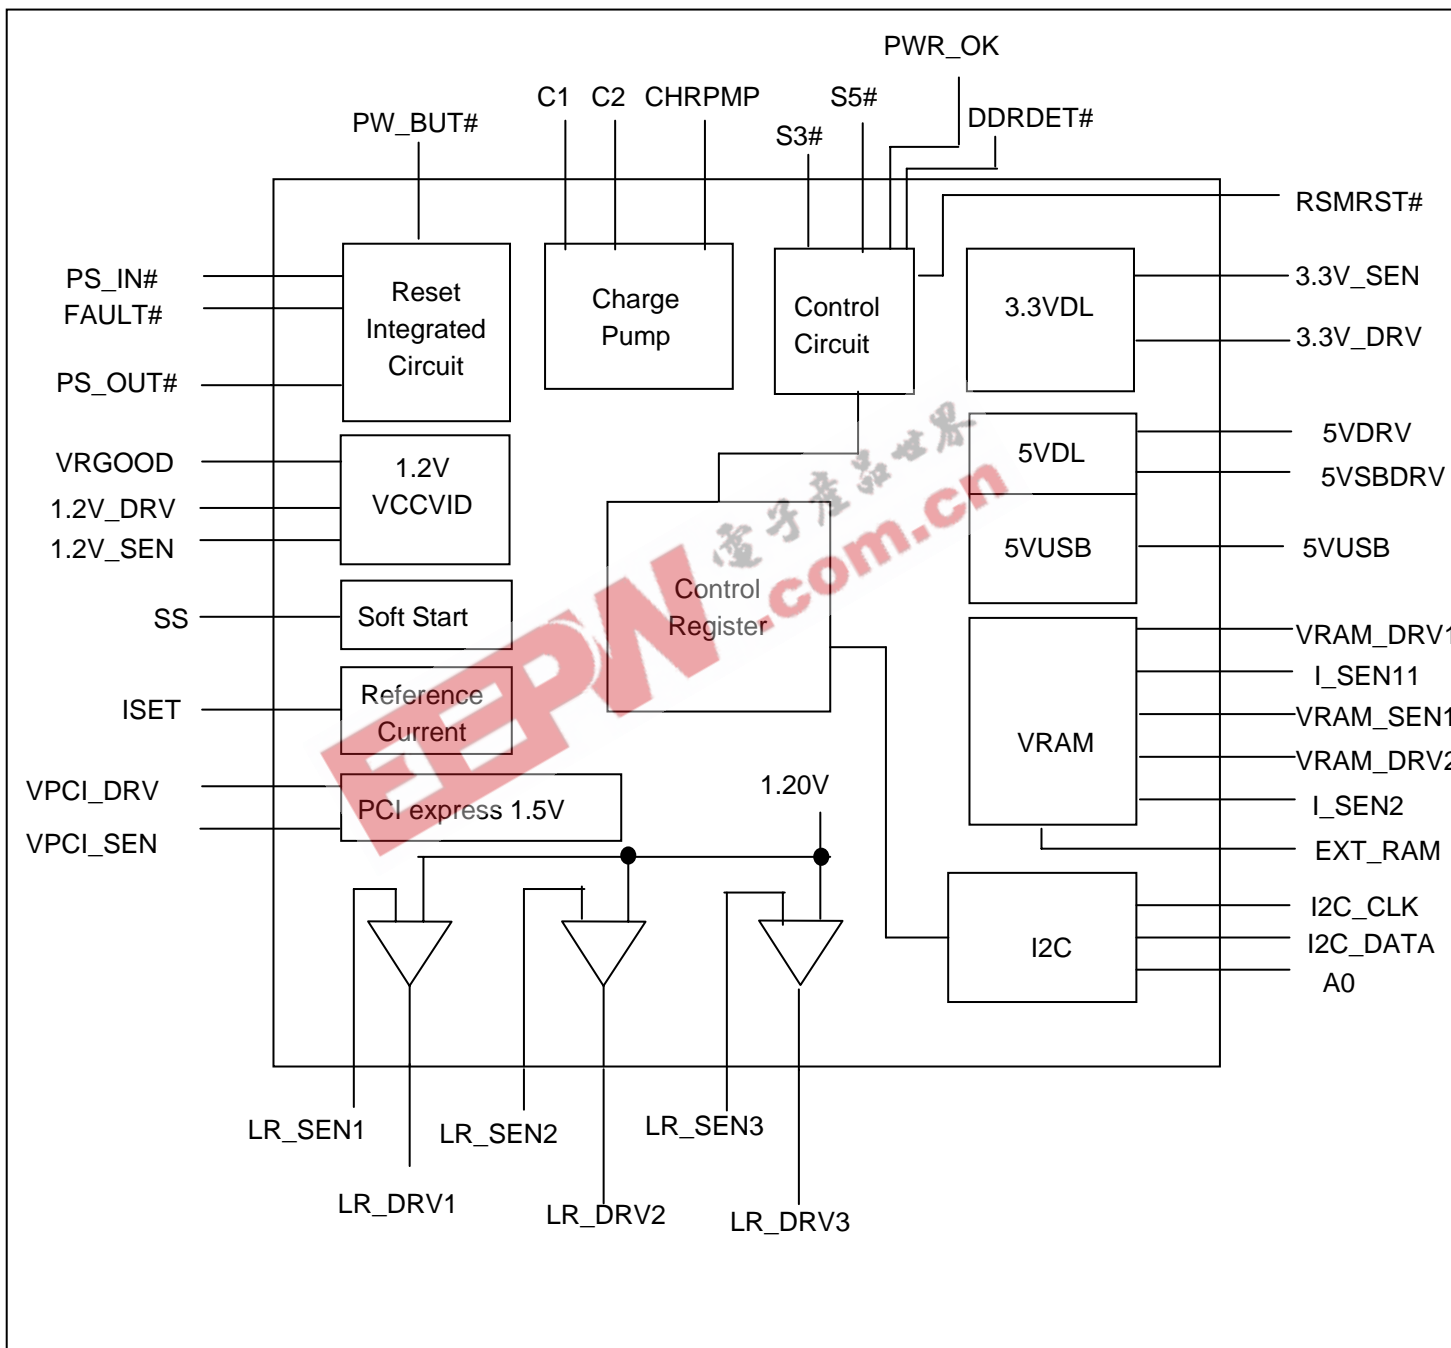 PWR_OK
C1 C2 CHRPMP S5#
PW_BUT# DDRDET#
S3#
RSMRST#
PS_IN#
FAULT#
PS_OUT#
Reset
Integrated
Circuit
Charge
Pump
Control
Circuit
3.3VDL
3.3V_SEN
3.3V_DRV
VRGOOD
1.2V_DRV
1.2V_SEN
1.2V
VCCVID
5VDL
5VDRV
5VSBDRV
5VUSB
5VUSB
電子產品世界
EEPW.com.cn
SS
Soft Start
Control
Register
ISET
Reference
Current
VRAM
VRAM_DRV1
I_SEN11
VRAM_SEN1
VRAM_DRV2
I_SEN2
EXT_RAM
VPCI_DRV
VPCI_SEN
PCI express 1.5V
1.20V
I2C
I2C_CLK
I2C_DATA
A0
LR_SEN1
LR_SEN2
LR_SEN3
LR_DRV1
LR_DRV2
LR_DRV3